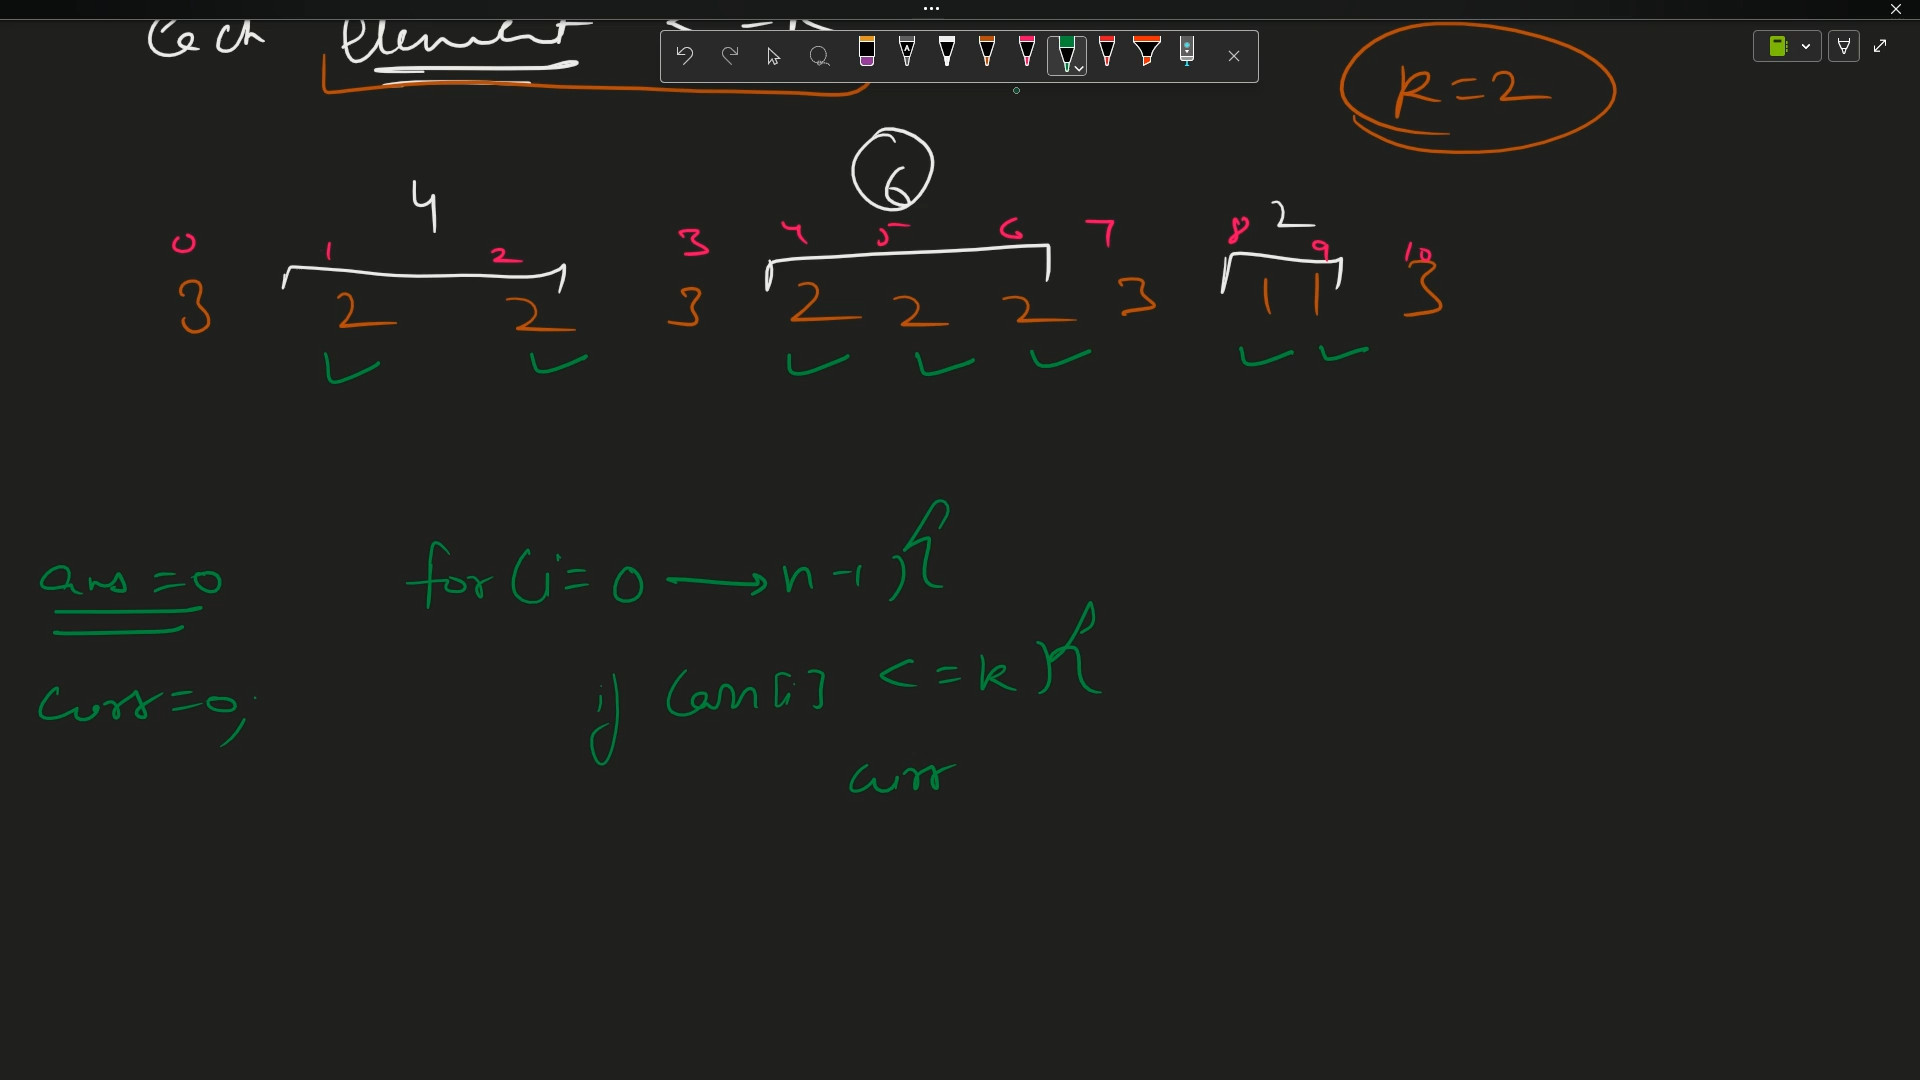 Each Element <=K
K=2
4 6 2
0 1 2 3 4 5 6 7 8 9 10
3 2 2 3 2 2 2 3 1 1 3
ans=0 for (i=0 → n-1){
curr=0; if (arr[i] <=k){
curr